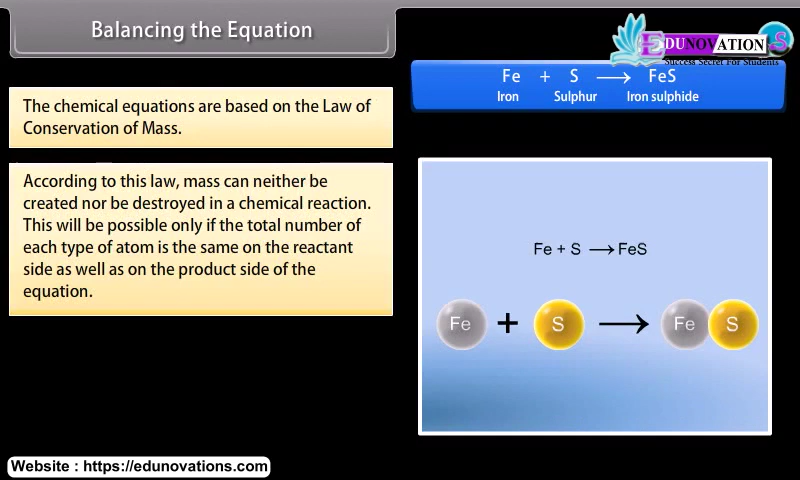 Balancing the Equation
EDUNOVATION S
Success Secret For Students
Fe + S ⟶ FeS
Iron Sulphur Iron sulphide
The chemical equations are based on the Law of
Conservation of Mass.
According to this law, mass can neither be
created nor be destroyed in a chemical reaction.
This will be possible only if the total number of
each type of atom is the same on the reactant
side as well as on the product side of the
equation.
Fe + S ⟶ FeS
Fe + S ⟶ Fe S
Website : https://edunovations.com